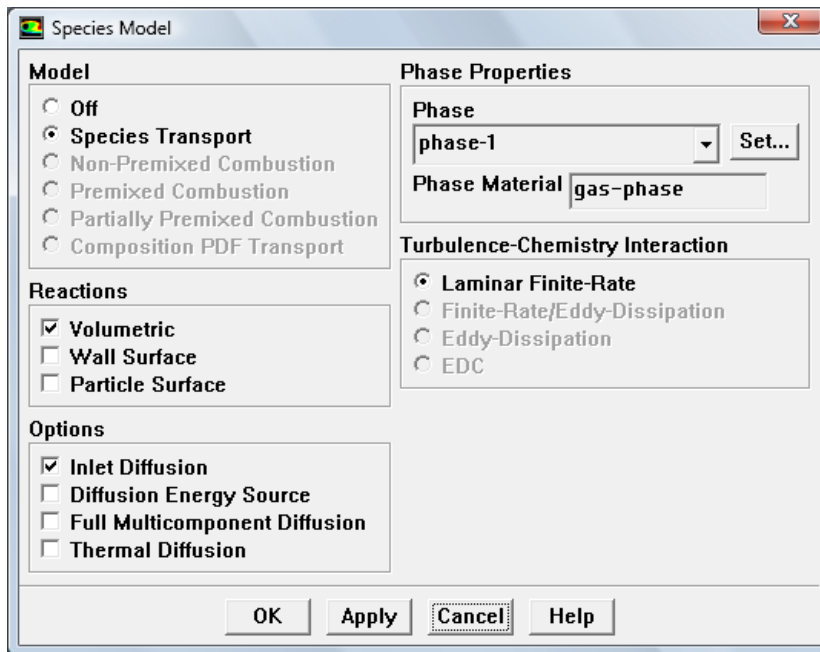 Species Model
Model
Off
Species Transport
Non-Premixed Combustion
Premixed Combustion
Partially Premixed Combustion
Composition PDF Transport
Reactions
Volumetric
Wall Surface
Particle Surface
Options
Inlet Diffusion
Diffusion Energy Source
Full Multicomponent Diffusion
Thermal Diffusion
Phase Properties
Phase
phase-1
Set...
Phase Material gas-phase
Turbulence-Chemistry Interaction
Laminar Finite-Rate
Finite-Rate/Eddy-Dissipation
Eddy-Dissipation
EDC
OK Apply Cancel Help